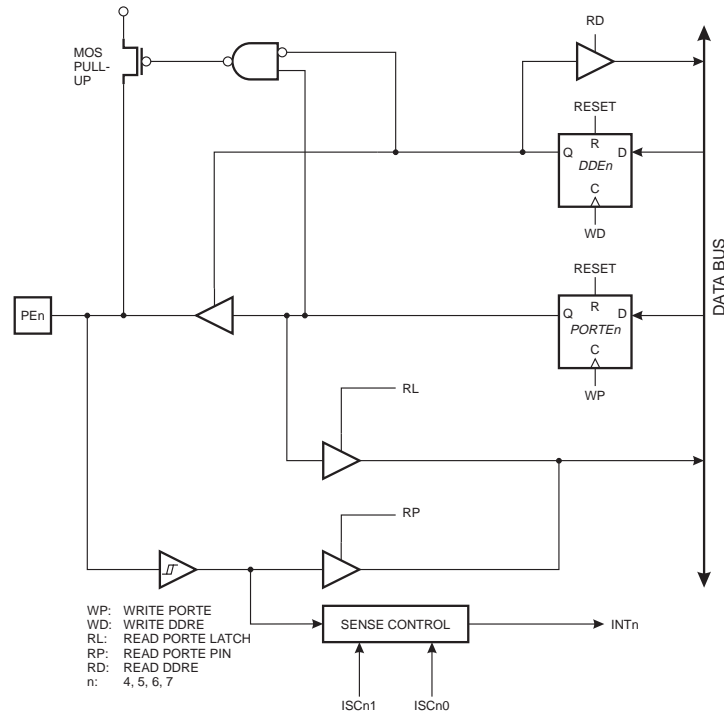 RD
MOS
PULL-
UP
RESET
R
Q
D
DDEn
C
WD
DATA BUS
RESET
PEn
R
Q
D
PORTEn
C
WP
RL
RP
WP: WRITE PORTE
WD: WRITE DDRE
RL: READ PORTE LATCH
RP: READ PORTE PIN
RD: READ DDRE
n: 4, 5, 6, 7
SENSE CONTROL
INTn
ISCn1
ISCn0